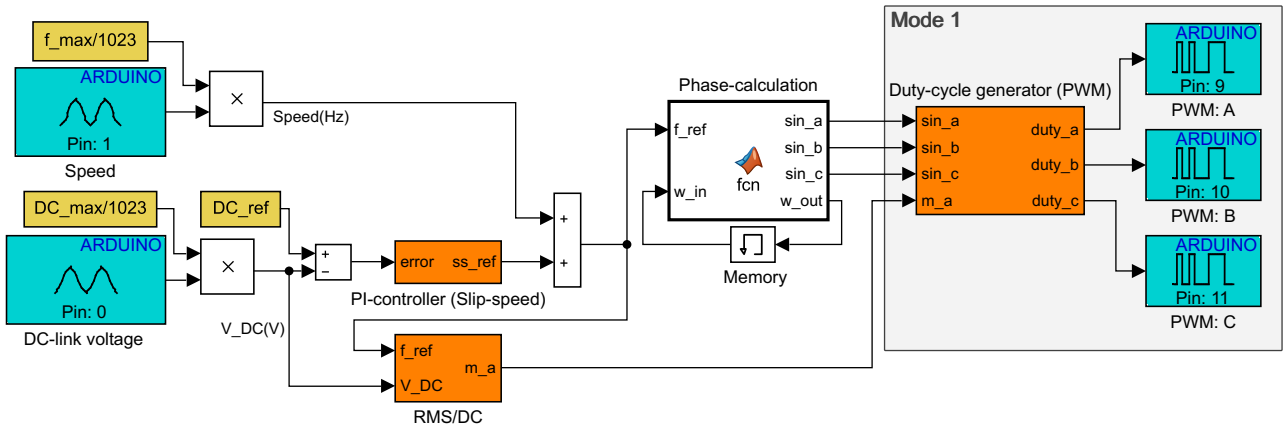 Mode 1
f_max/1023
ARDUINO
Pin: 1
Speed
×
Speed(Hz)
DC_max/1023
DC_ref
ARDUINO
Pin: 0
DC-link voltage
×
V_DC(V)
+
−
error
ss_ref
PI-controller (Slip-speed)
+
+
f_ref
V_DC
m_a
RMS/DC
Phase-calculation
f_ref
w_in
fcn
sin_a
sin_b
sin_c
w_out
Memory
Duty-cycle generator (PWM)
sin_a
sin_b
sin_c
m_a
duty_a
duty_b
duty_c
ARDUINO
Pin: 9
PWM: A
ARDUINO
Pin: 10
PWM: B
ARDUINO
Pin: 11
PWM: C